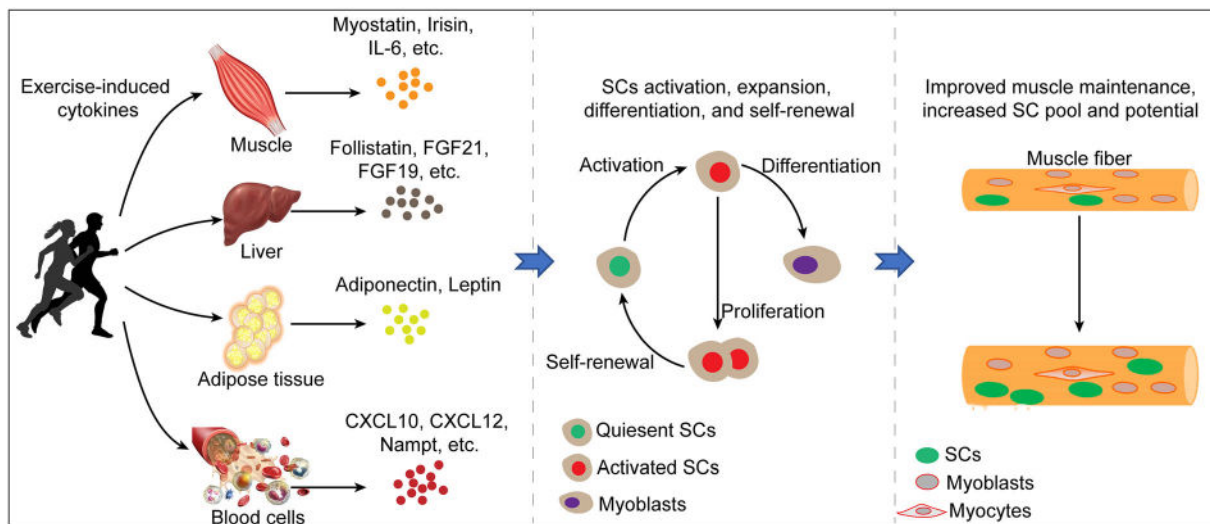 Exercise-induced
cytokines
Muscle
Myostatin, Irisin,
IL-6, etc.
Liver
Follistatin, FGF21,
FGF19, etc.
Adipose tissue
Adiponectin, Leptin
Blood cells
CXCL10, CXCL12,
Nampt, etc.
SCs activation, expansion,
differentiation, and self-renewal
Activation
Differentiation
Proliferation
Self-renewal
Quiesent SCs
Activated SCs
Myoblasts
Improved muscle maintenance,
increased SC pool and potential
Muscle fiber
SCs
Myoblasts
Myocytes